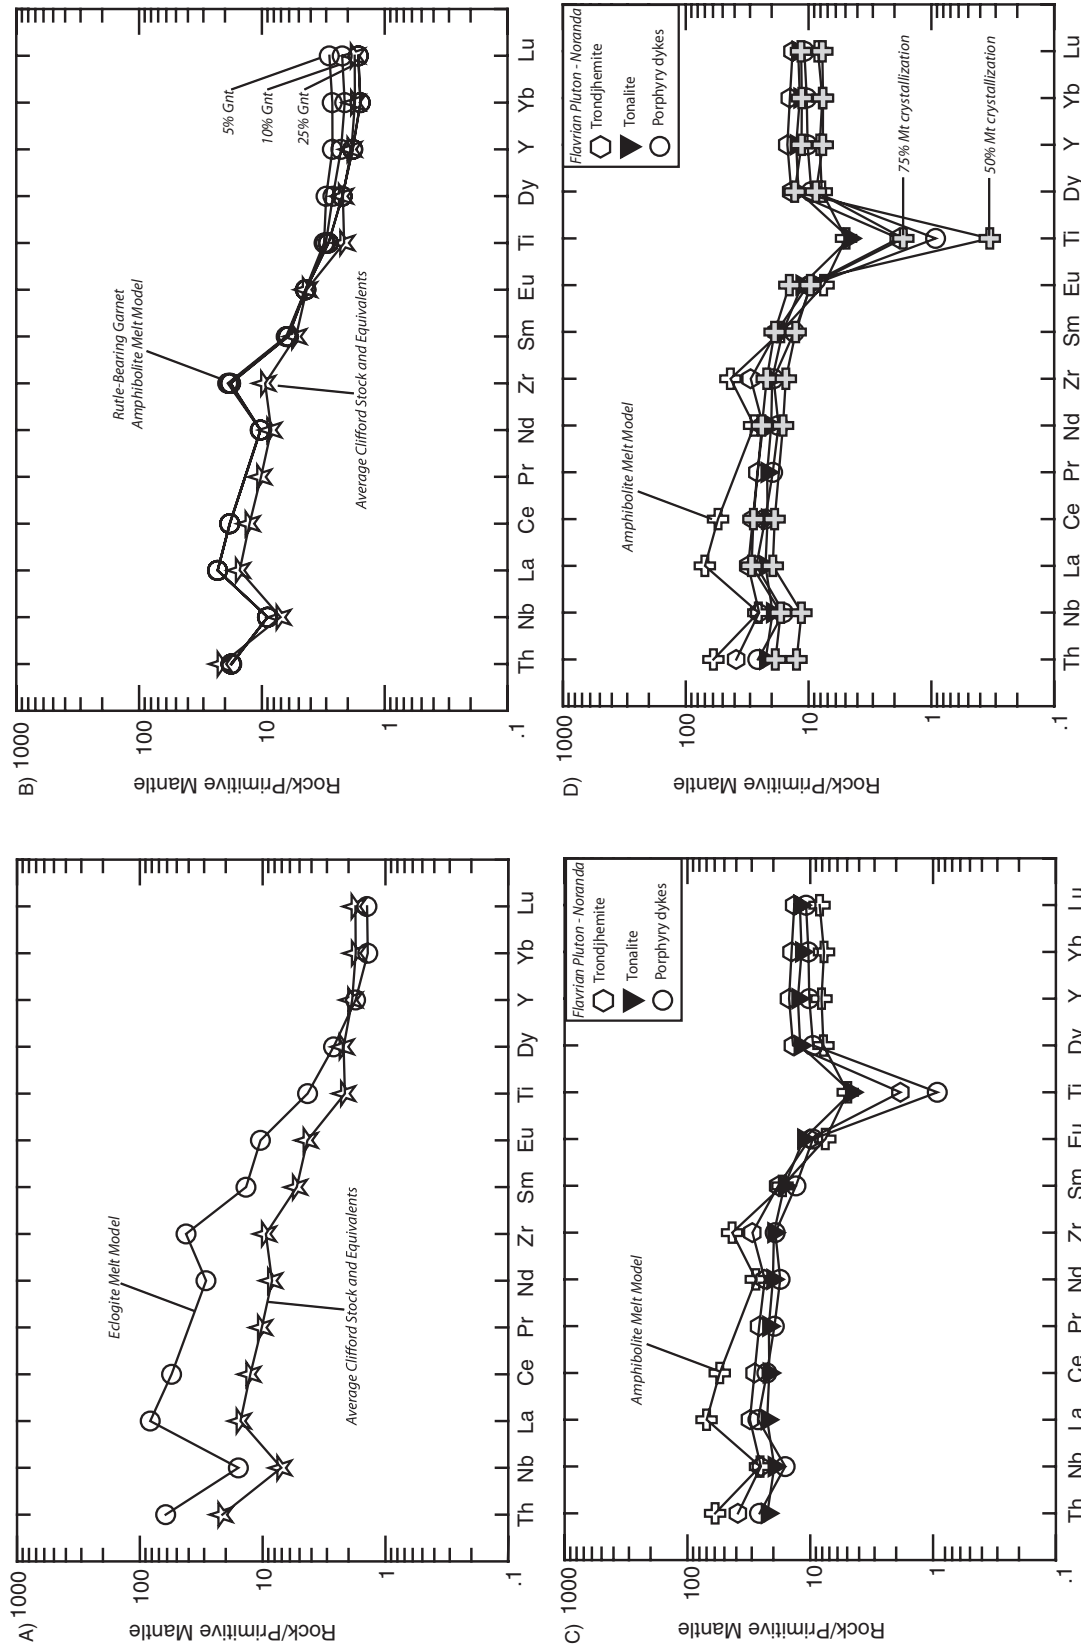 A)
1000
100
10
1
.1
Rock/Primitive Mantle
Eclogite Melt Model
Average Clifford Stock and Equivalents
Th Nb La Ce Pr Nd Zr Sm Eu Ti Dy Y Yb Lu
B)
1000
100
10
1
.1
Rock/Primitive Mantle
Rutle-Bearing Garnet
Amphibolite Melt Model
5% Gnt
10% Gnt
25% Gnt
Average Clifford Stock and Equivalents
Th Nb La Ce Pr Nd Zr Sm Eu Ti Dy Y Yb Lu
C)
1000
100
10
1
.1
Rock/Primitive Mantle
Flavrian Pluton - Noranda
Trondjhemite
Tonalite
Porphyry dykes
Amphibolite Melt Model
Th Nb La Ce Pr Nd Zr Sm Eu Ti Dy Y Yb Lu
D)
1000
100
10
1
.1
Rock/Primitive Mantle
Flavrian Pluton - Noranda
Trondjhemite
Tonalite
Porphyry dykes
Amphibolite Melt Model
75% Mt crystallization
50% Mt crystallization
Th Nb La Ce Pr Nd Zr Sm Eu Ti Dy Y Yb Lu